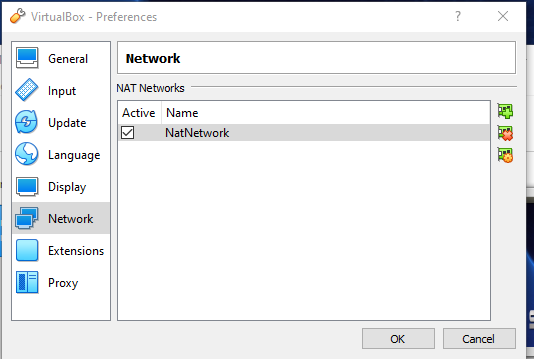 VirtualBox - Preferences
?
General
Input
Update
Language
Display
Network
Extensions
Proxy
Network
NAT Networks
Active Name
NatNetwork
OK Cancel